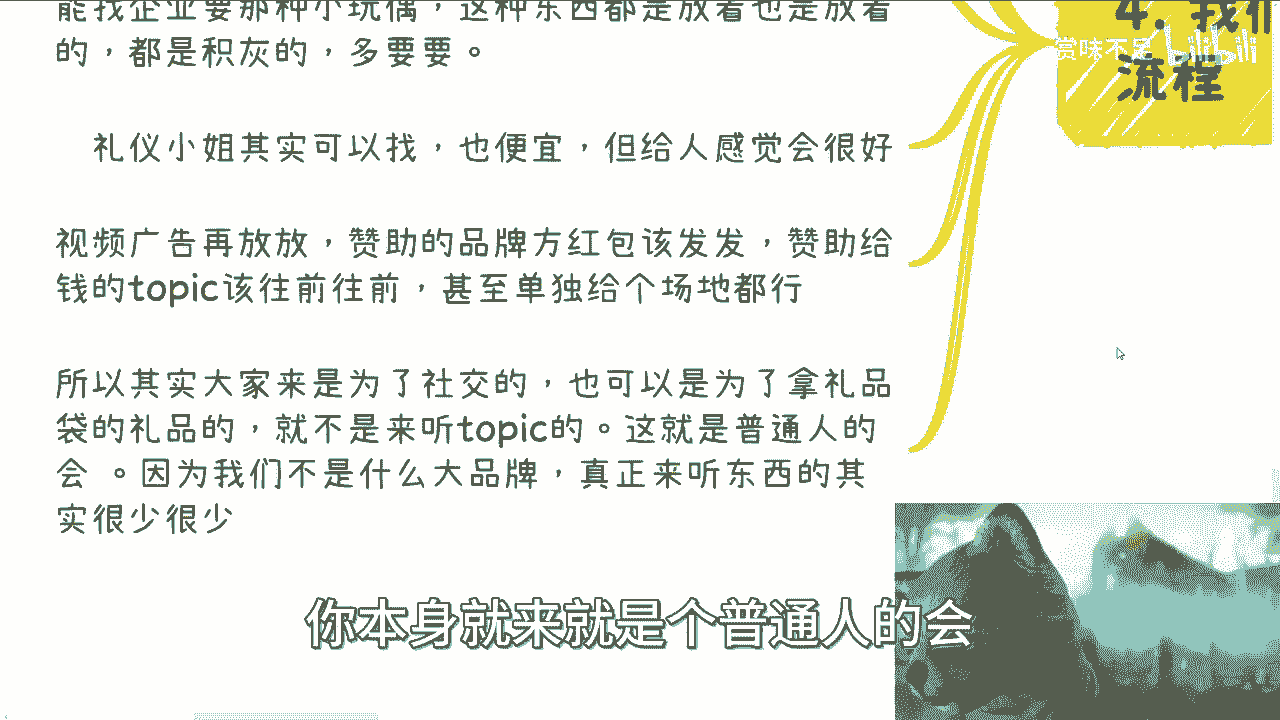 能找企业要那种小玩偶，这种东西都是放着也是放着
的，都是积灰的，多要要。
礼仪小姐其实可以找，也便宜，但给人感觉会很好
视频广告再放放，赞助的品牌方红包该发发，赞助给
钱的topic该往前往前，甚至单独给个场地都行
所以其实大家来是为了社交的，也可以是为了拿礼品
袋的礼品的，就不是来听topic的。这就是普通人的
会 。因为我们不是什么大品牌，真正来听东西的其
实很少很少
4. 我们
流程
赏味不足 bilibili
你本身就来就是个普通人的会